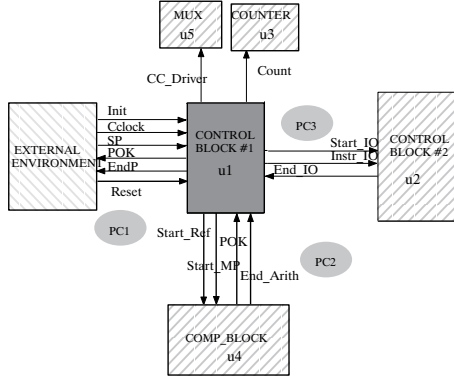 MUX
u5
COUNTER
u3
CC_Driver
Count
Init
Cclock
SP
POK
EndP
Reset
EXTERNAL
ENVIRONMENT
CONTROL
BLOCK #1
u1
PC3
Start_IO
Instr_IO
End_IO
CONTROL
BLOCK #2
u2
PC1
Start_Ref
POK
Start_MP
End_Arith
PC2
COMP_BLOCK
u4